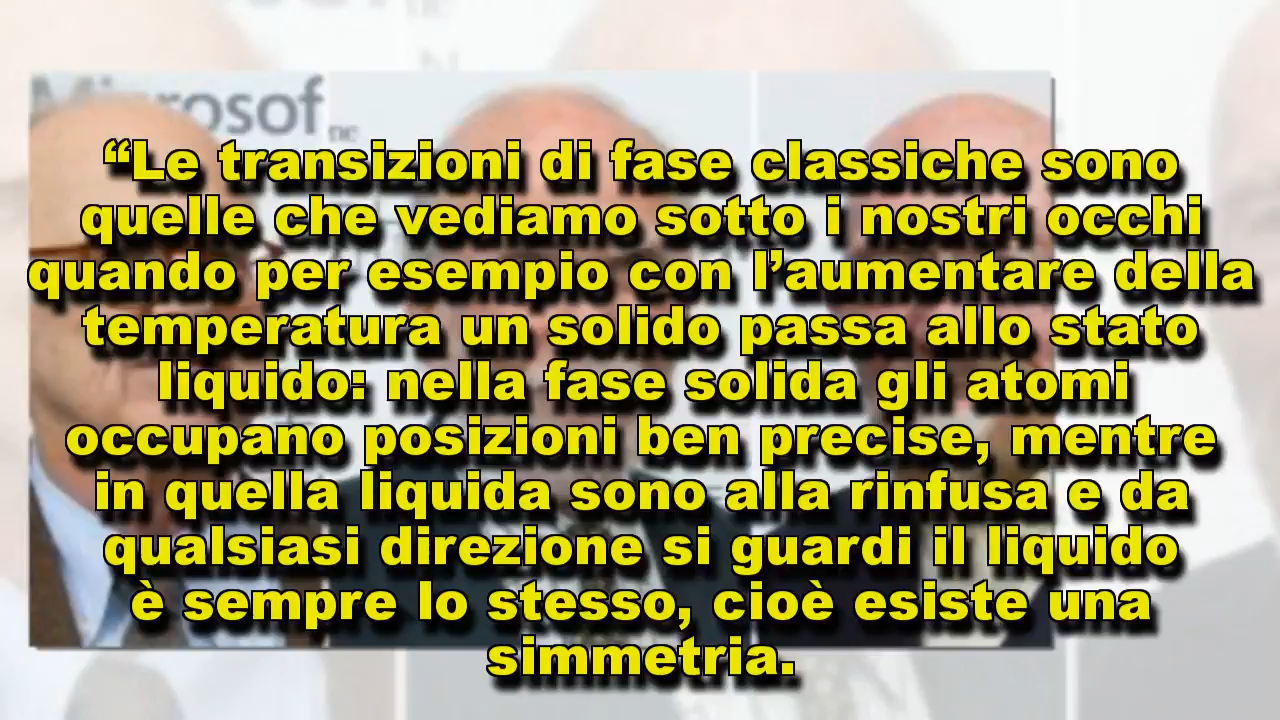 Microsof
ne
“Le transizioni di fase classiche sono
quelle che vediamo sotto i nostri occhi
quando per esempio con l’aumentare della
temperatura un solido passa allo stato
liquido: nella fase solida gli atomi
occupano posizioni ben precise, mentre
in quella liquida sono alla rinfusa e da
qualsiasi direzione si guardi il liquido
è sempre lo stesso, cioè esiste una
simmetria.